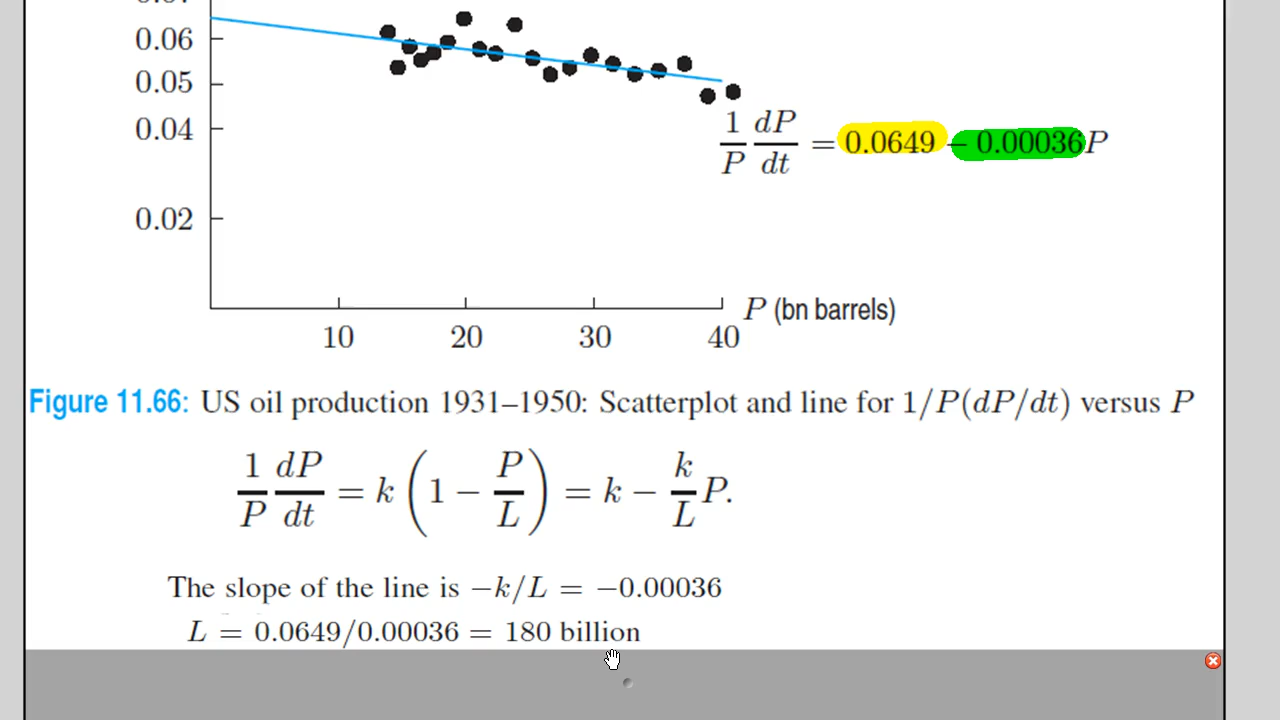 0.06
0.05
0.04
1/P dP/dt = 0.0649 − 0.00036P
0.02
P (bn barrels)
10 20 30 40
Figure 11.66: US oil production 1931–1950: Scatterplot and line for 1/P(dP/dt) versus P
1/P dP/dt = k(1 − P/L) = k − k/L P.
The slope of the line is −k/L = −0.00036
L = 0.0649/0.00036 = 180 billion